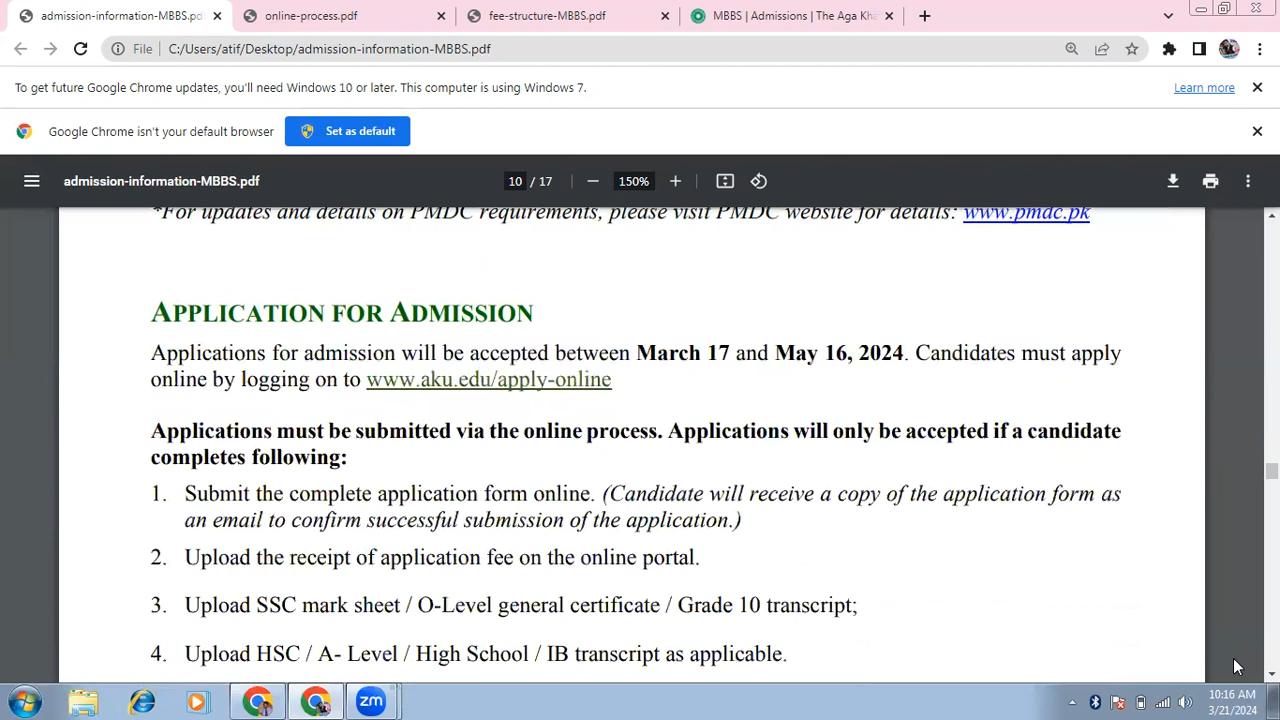 admission-information-MBBS.pd
online-process.pdf
fee-structure-MBBS.pdf
MBBS | Admissions | The Aga Kha
File | C:/Users/atif/Desktop/admission-information-MBBS.pdf
To get future Google Chrome updates, you'll need Windows 10 or later. This computer is using Windows 7.
Learn more
Google Chrome isn't your default browser
Set as default
admission-information-MBBS.pdf
10 / 17
150%
*For updates and details on PMDC requirements, please visit PMDC website for details: www.pmdc.pk
APPLICATION FOR ADMISSION
Applications for admission will be accepted between March 17 and May 16, 2024. Candidates must apply
online by logging on to www.aku.edu/apply-online
Applications must be submitted via the online process. Applications will only be accepted if a candidate
completes following:
1. Submit the complete application form online. (Candidate will receive a copy of the application form as
an email to confirm successful submission of the application.)
2. Upload the receipt of application fee on the online portal.
3. Upload SSC mark sheet / O-Level general certificate / Grade 10 transcript;
4. Upload HSC / A- Level / High School / IB transcript as applicable.
zm
10:16 AM
3/21/2024